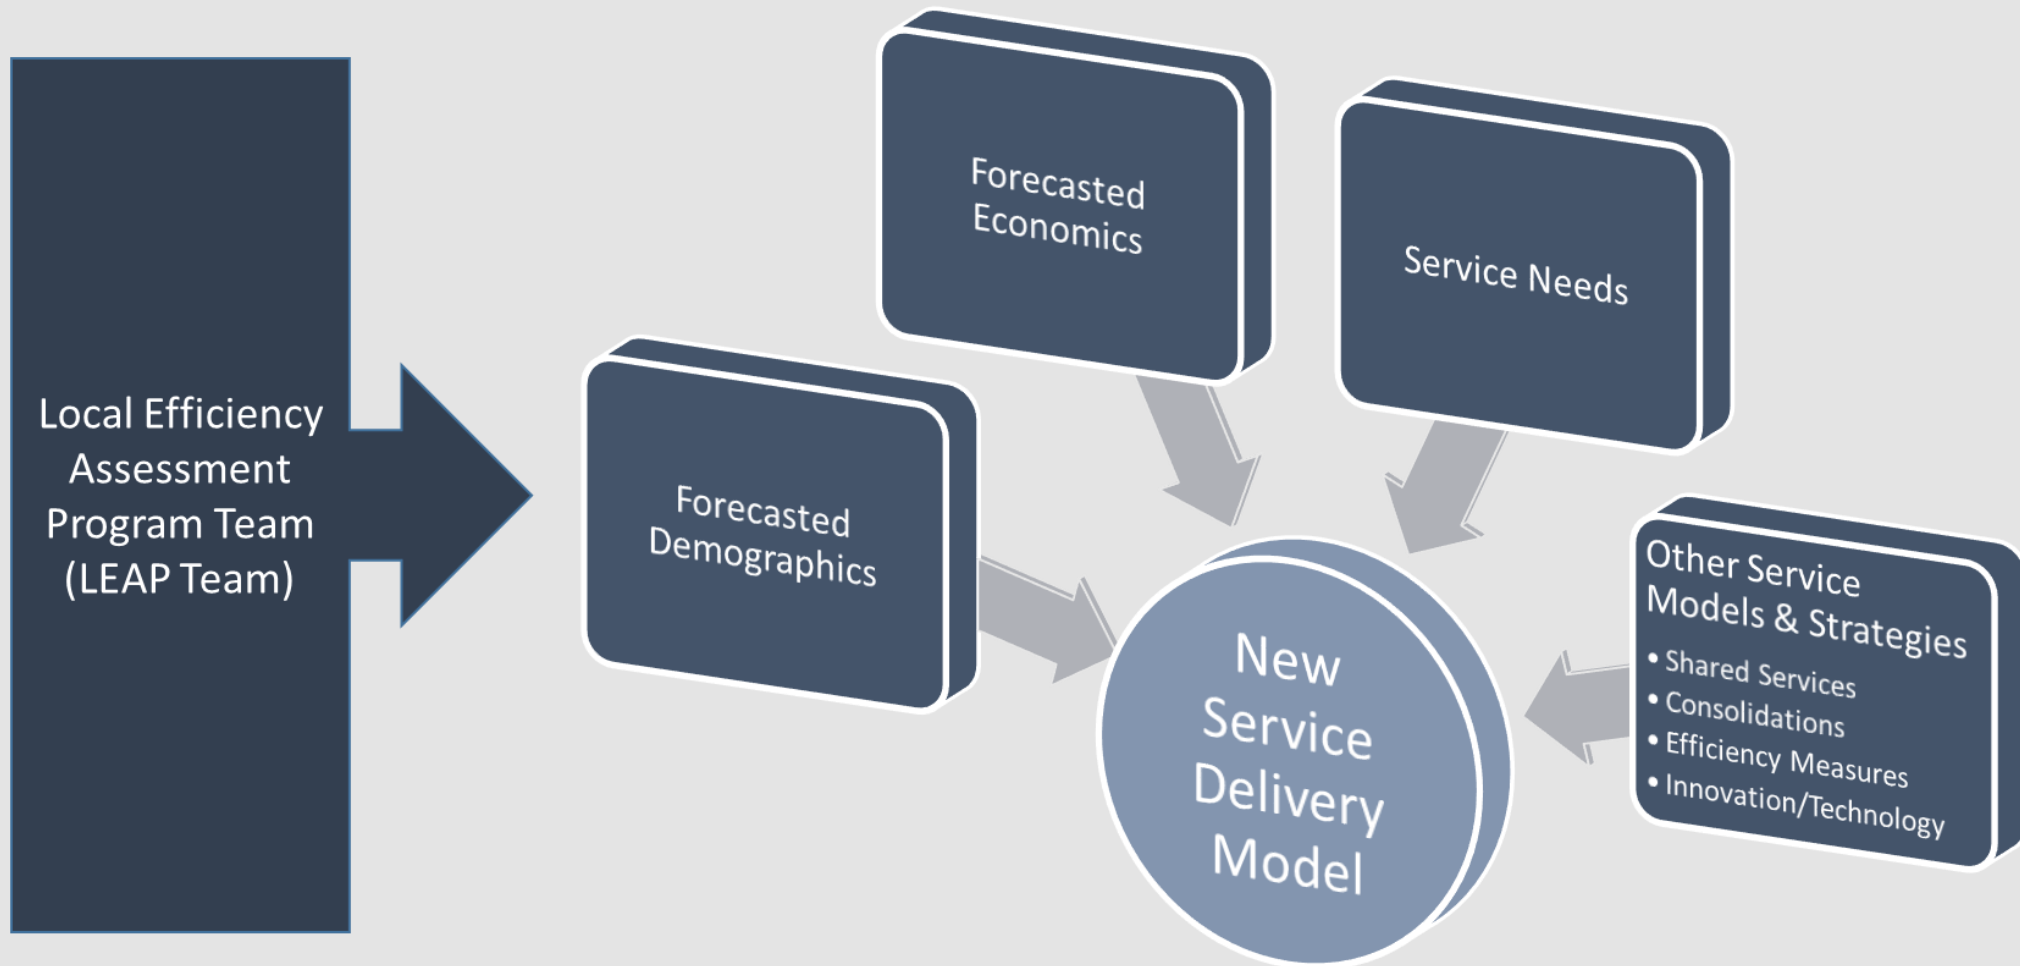 Local Efficiency
Assessment
Program Team
(LEAP Team)
Forecasted
Demographics
Forecasted
Economics
Service Needs
Other Service
Models & Strategies
• Shared Services
• Consolidations
• Efficiency Measures
• Innovation/Technology
New
Service
Delivery
Model